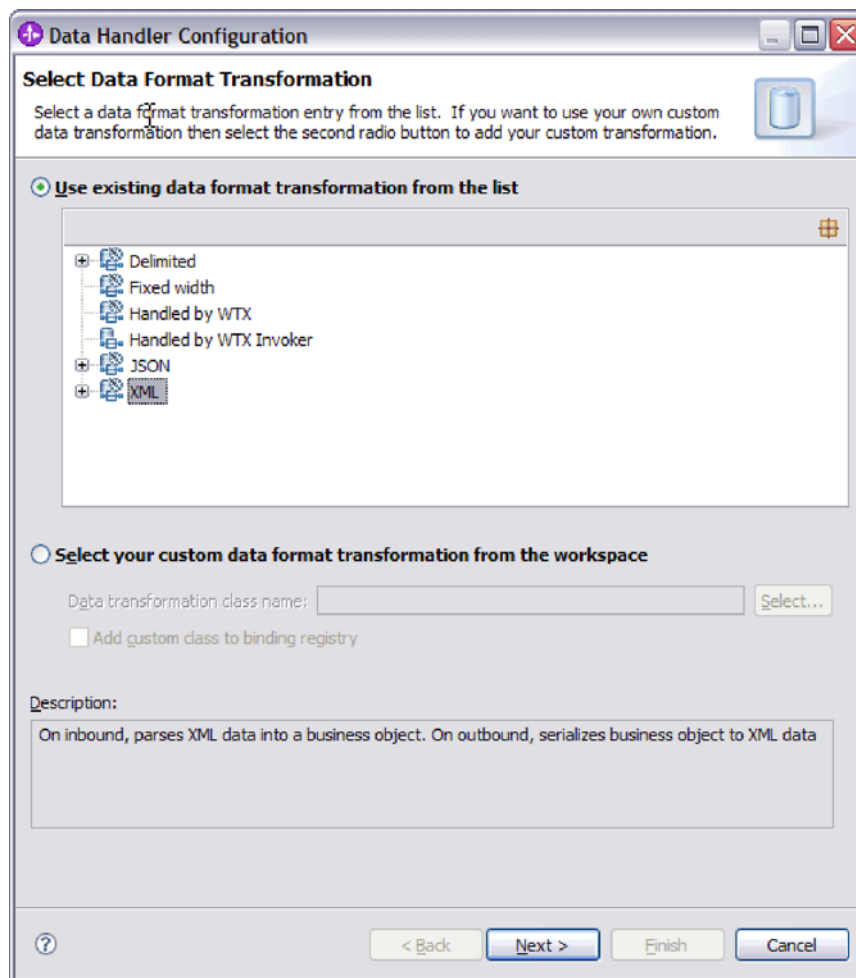 Data Handler Configuration
Select Data Format Transformation
Select a data format transformation entry from the list. If you want to use your own custom
data transformation then select the second radio button to add your custom transformation.
Use existing data format transformation from the list
Delimited
Fixed width
Handled by WTX
Handled by WTX Invoker
JSON
XML
Select your custom data format transformation from the workspace
Data transformation class name:
Select...
Add custom class to binding registry
Description:
On inbound, parses XML data into a business object. On outbound, serializes business object to XML data
? < Back Next > Finish Cancel